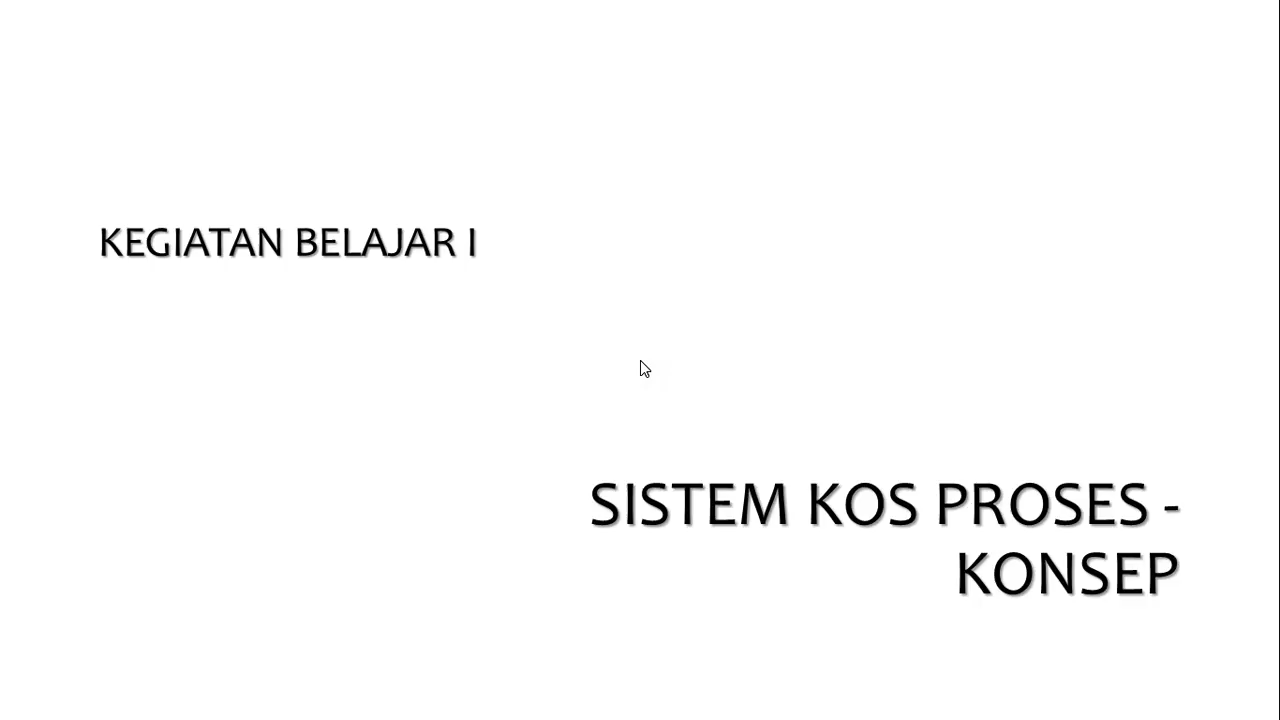 KEGIATAN BELAJAR I
SISTEM KOS PROSES -
KONSEP